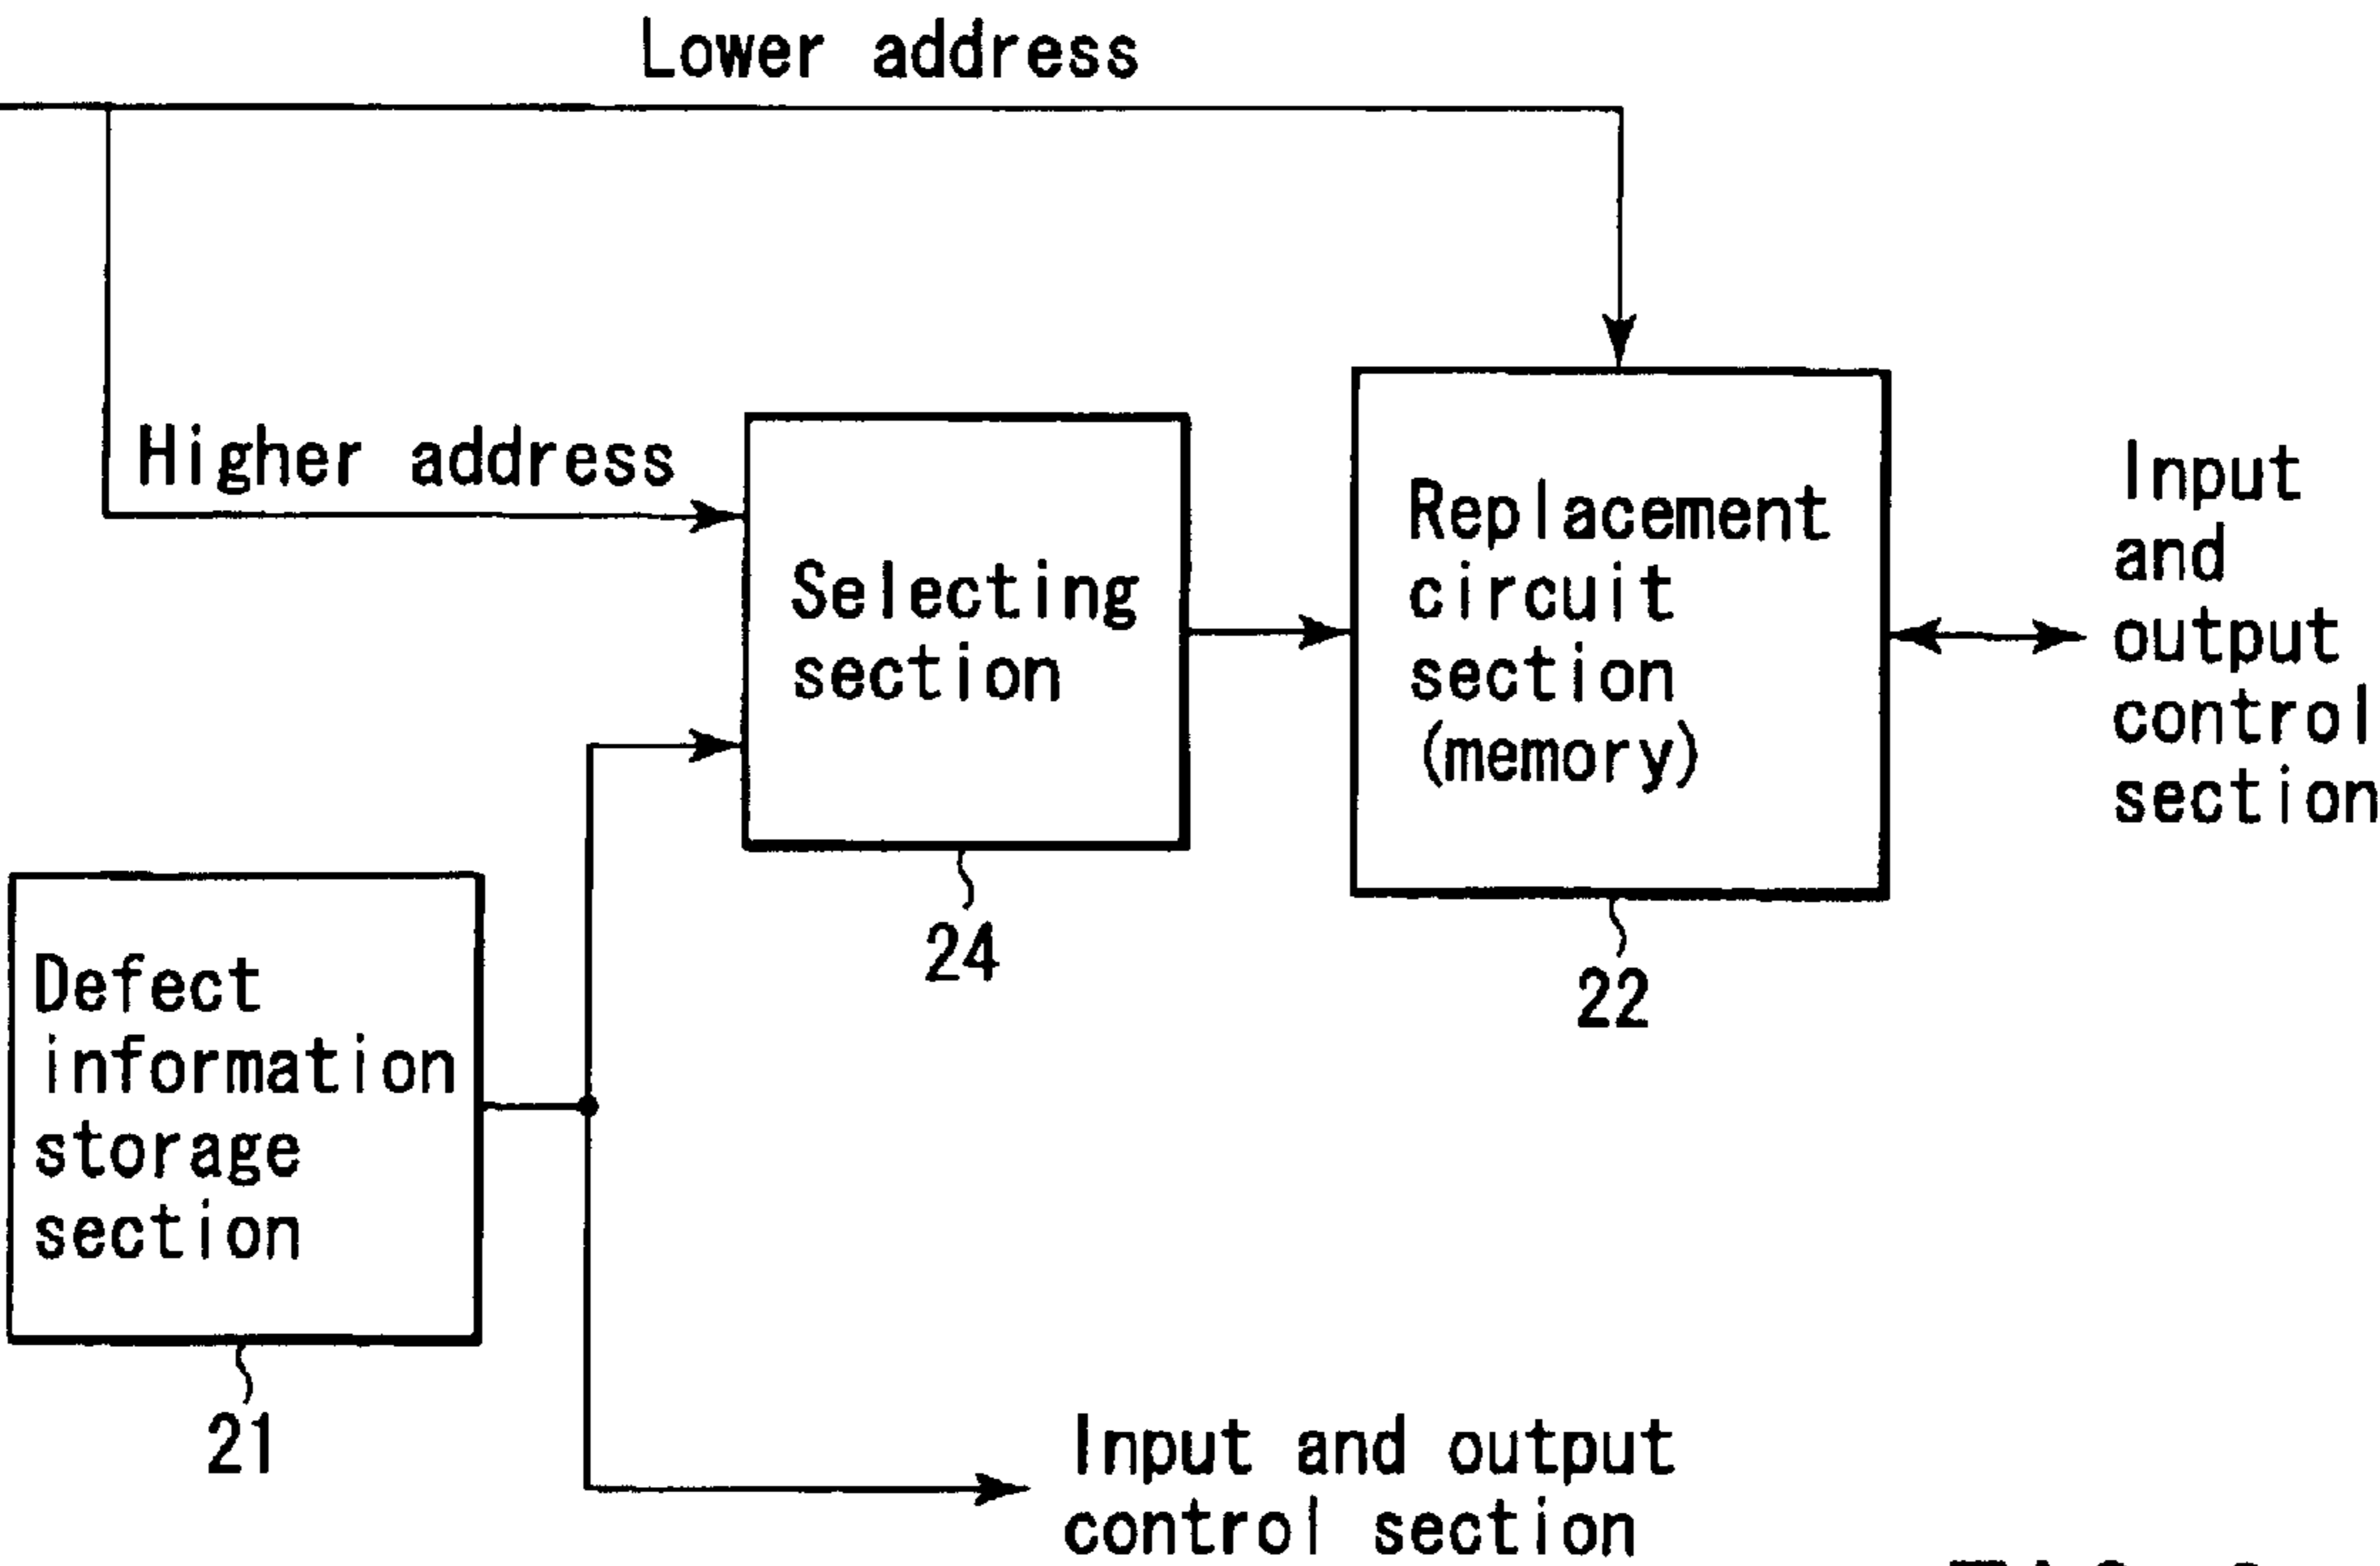 Lower address
Higher address
Selecting
section
24
Replacement
circuit
section
(memory)
22
Input
and
output
control
section
Defect
information
storage
section
21
Input and output
control section